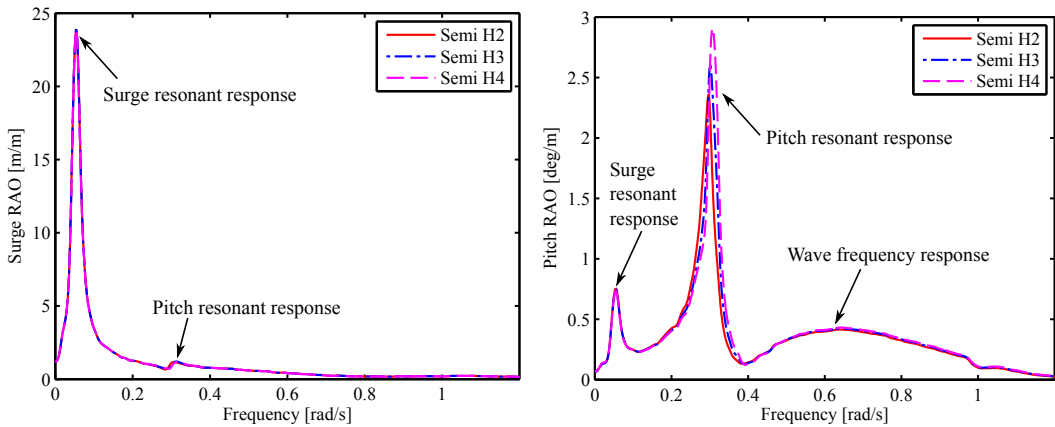 25
20
15
10
5
0
0
0.2
0.4
0.6
0.8
1
Surge RAO [m/m]
Frequency [rad/s]
Semi H2
Semi H3
Semi H4
Surge resonant response
Pitch resonant response
3
2.5
2
1.5
1
0.5
0
0
0.2
0.4
0.6
0.8
1
Pitch RAO [deg/m]
Frequency [rad/s]
Semi H2
Semi H3
Semi H4
Pitch resonant response
Surge
resonant
response
Wave frequency response